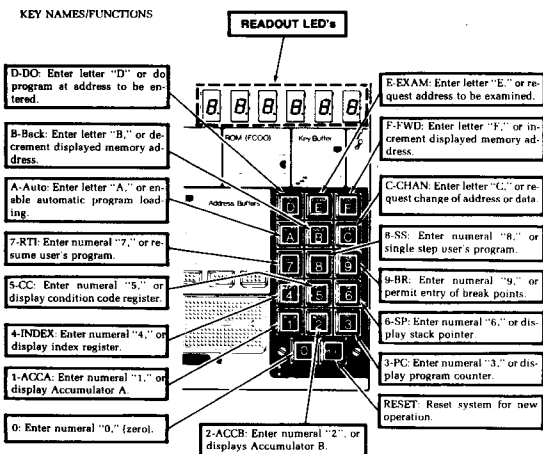 KEY NAMES/FUNCTIONS
READOUT LED's
D-DO: Enter letter "D" or do
program at address to be en-
tered.
B-Back: Enter letter "B," or de-
crement displayed memory ad-
dress.
A-Auto: Enter letter "A," or en-
able automatic program load-
ing.
7-RTI: Enter numeral "7," or re-
sume user's program.
5-CC: Enter numeral "5," or
display condition code register.
4-INDEX: Enter numeral "4," or
display index register.
1-ACCA: Enter numeral "1," or
display Accumulator A.
0: Enter numeral "0," (zero).
8 8 8 8 8 8
ROM (FC00)
Key Buffer
Address Buffers
D E F
A B C
7 8 9
4 5 6
1 2 3
0
E-EXAM: Enter letter "E," or re-
quest address to be examined.
F-FWD: Enter letter "F," or in-
crement displayed memory ad-
dress.
C-CHAN: Enter letter "C," or re-
quest change of address or data.
8-SS: Enter numeral "8," or
single step user's program.
9-BR: Enter numeral "9," or
permit entry of break points.
6-SP: Enter numeral "6," or dis-
play stack pointer.
3-PC: Enter numeral "3," or dis-
play program counter.
RESET: Reset system for new
operation.
2-ACCB: Enter numeral "2", or
displays Accumulator B.